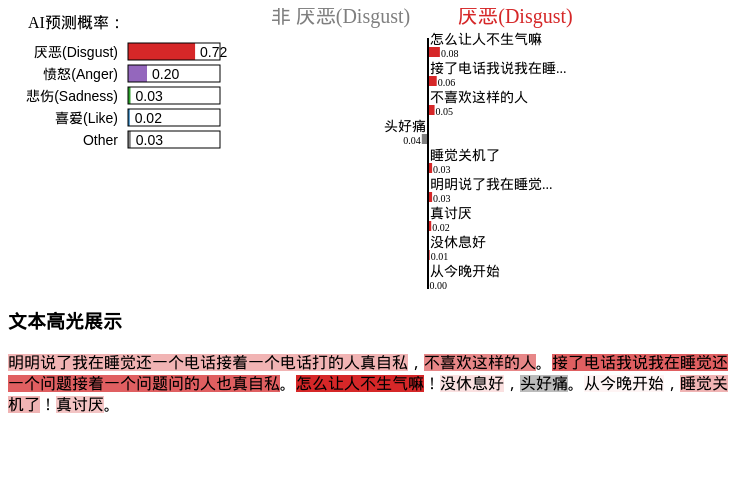 AI预测概率：
厌恶(Disgust) 0.72
愤怒(Anger) 0.20
悲伤(Sadness) 0.03
喜爱(Like) 0.02
Other 0.03
非 厌恶(Disgust) 厌恶(Disgust)
怎么让人不生气嘛
0.08
接了电话我说我在睡...
0.06
不喜欢这样的人
0.05
头好痛
0.04
睡觉关机了
0.03
明明说了我在睡觉...
0.03
真讨厌
0.02
没休息好
0.01
从今晚开始
0.00
文本高光展示
明明说了我在睡觉还一个电话接着一个电话打的人真自私，不喜欢这样的人。接了电话我说我在睡觉还
一个问题接着一个问题问的人也真自私。怎么让人不生气嘛！没休息好，头好痛。从今晚开始，睡觉关
机了！真讨厌。